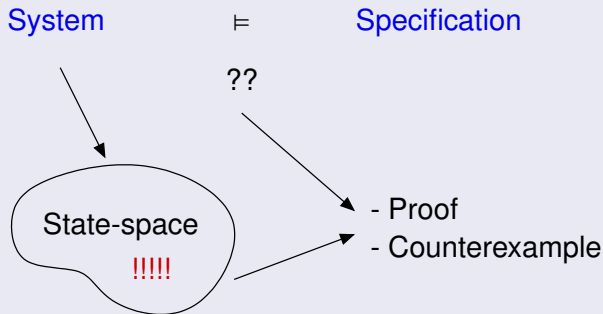 System ⊨ Specification
??
State-space
!!!!!
- Proof
- Counterexample